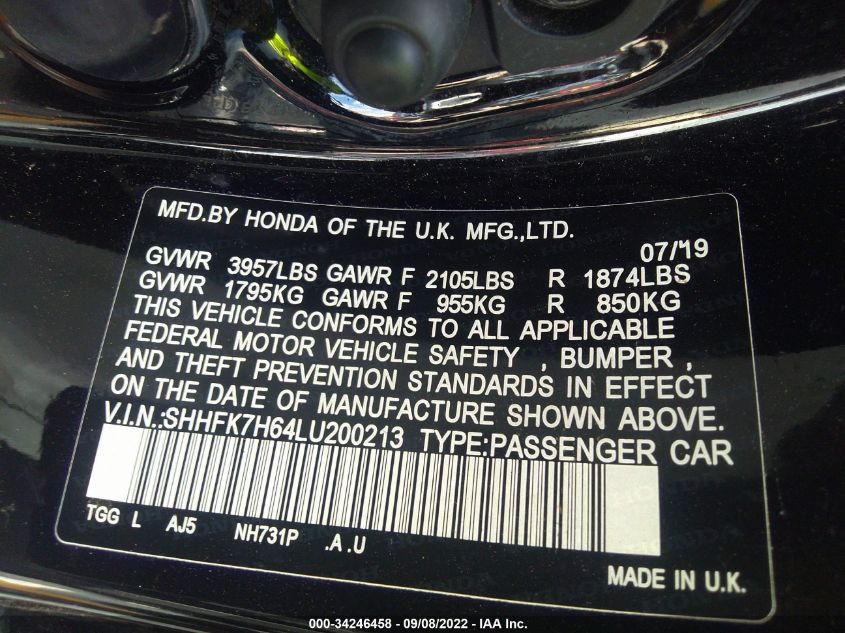 MFD.BY HONDA OF THE U.K. MFG.,LTD.
07/'19
GVWR 3957LBS GAWR F 2105LBS R 1874LBS
GVWR 1795KG GAWR F 955KG R 850KG
THIS VEHICLE CONFORMS TO ALL APPLICABLE
FEDERAL MOTOR VEHICLE SAFETY , BUMPER ,
AND THEFT PREVENTION STANDARDS IN EFFECT
ON THE DATE OF MANUFACTURE SHOWN ABOVE.
V.I.N.:SHHFK7H64LU200213 TYPE:PASSENGER CAR
TGG L AJ5 NH731P .A .U
MADE IN U.K.
000-34246458 - 09/08/2022 - IAA Inc.